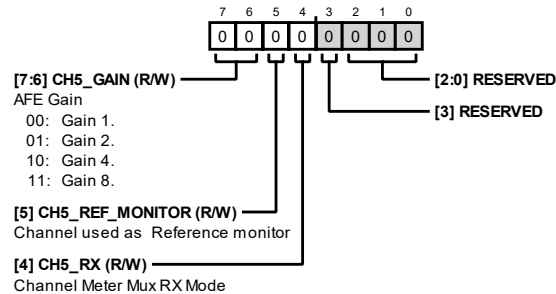 7 6 5 4 3 2 1 0
0 0 0 0 0 0 0 0
[7:6] CH5_GAIN (R/W)
AFE Gain
00: Gain 1.
01: Gain 2.
10: Gain 4.
11: Gain 8.
[5] CH5_REF_MONITOR (R/W)
Channel used as Reference monitor
[4] CH5_RX (R/W)
Channel Meter Mux RX Mode
[2:0] RESERVED
[3] RESERVED